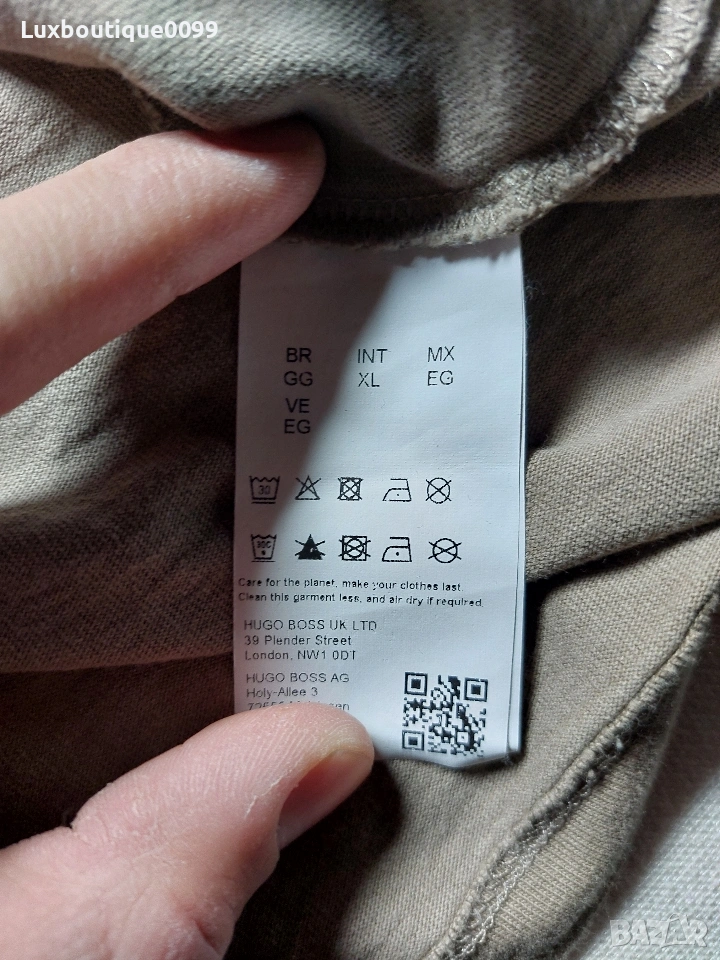 Luxboutique0099
BR INT MX
GG XL EG
VE
EG
30
30C
Care for the planet, make your clothes last.
Clean this garment less, and air dry if required.
HUGO BOSS UK LTD
39 Plender Street
London, NW1 0DT
HUGO BOSS AG
Holy-Allee 3
BAZAR